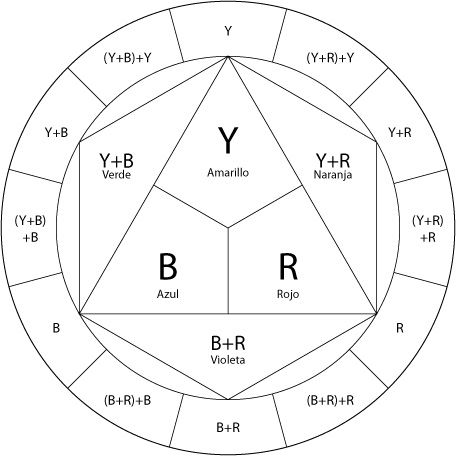 Y
(Y+B)+Y
(Y+R)+Y
Y+B
Y+R
Y
Amarillo
Y+B
Verde
Y+R
Naranja
(Y+B)
+B
(Y+R)
+R
B
Azul
R
Rojo
B
R
B+R
Violeta
(B+R)+B
(B+R)+R
B+R